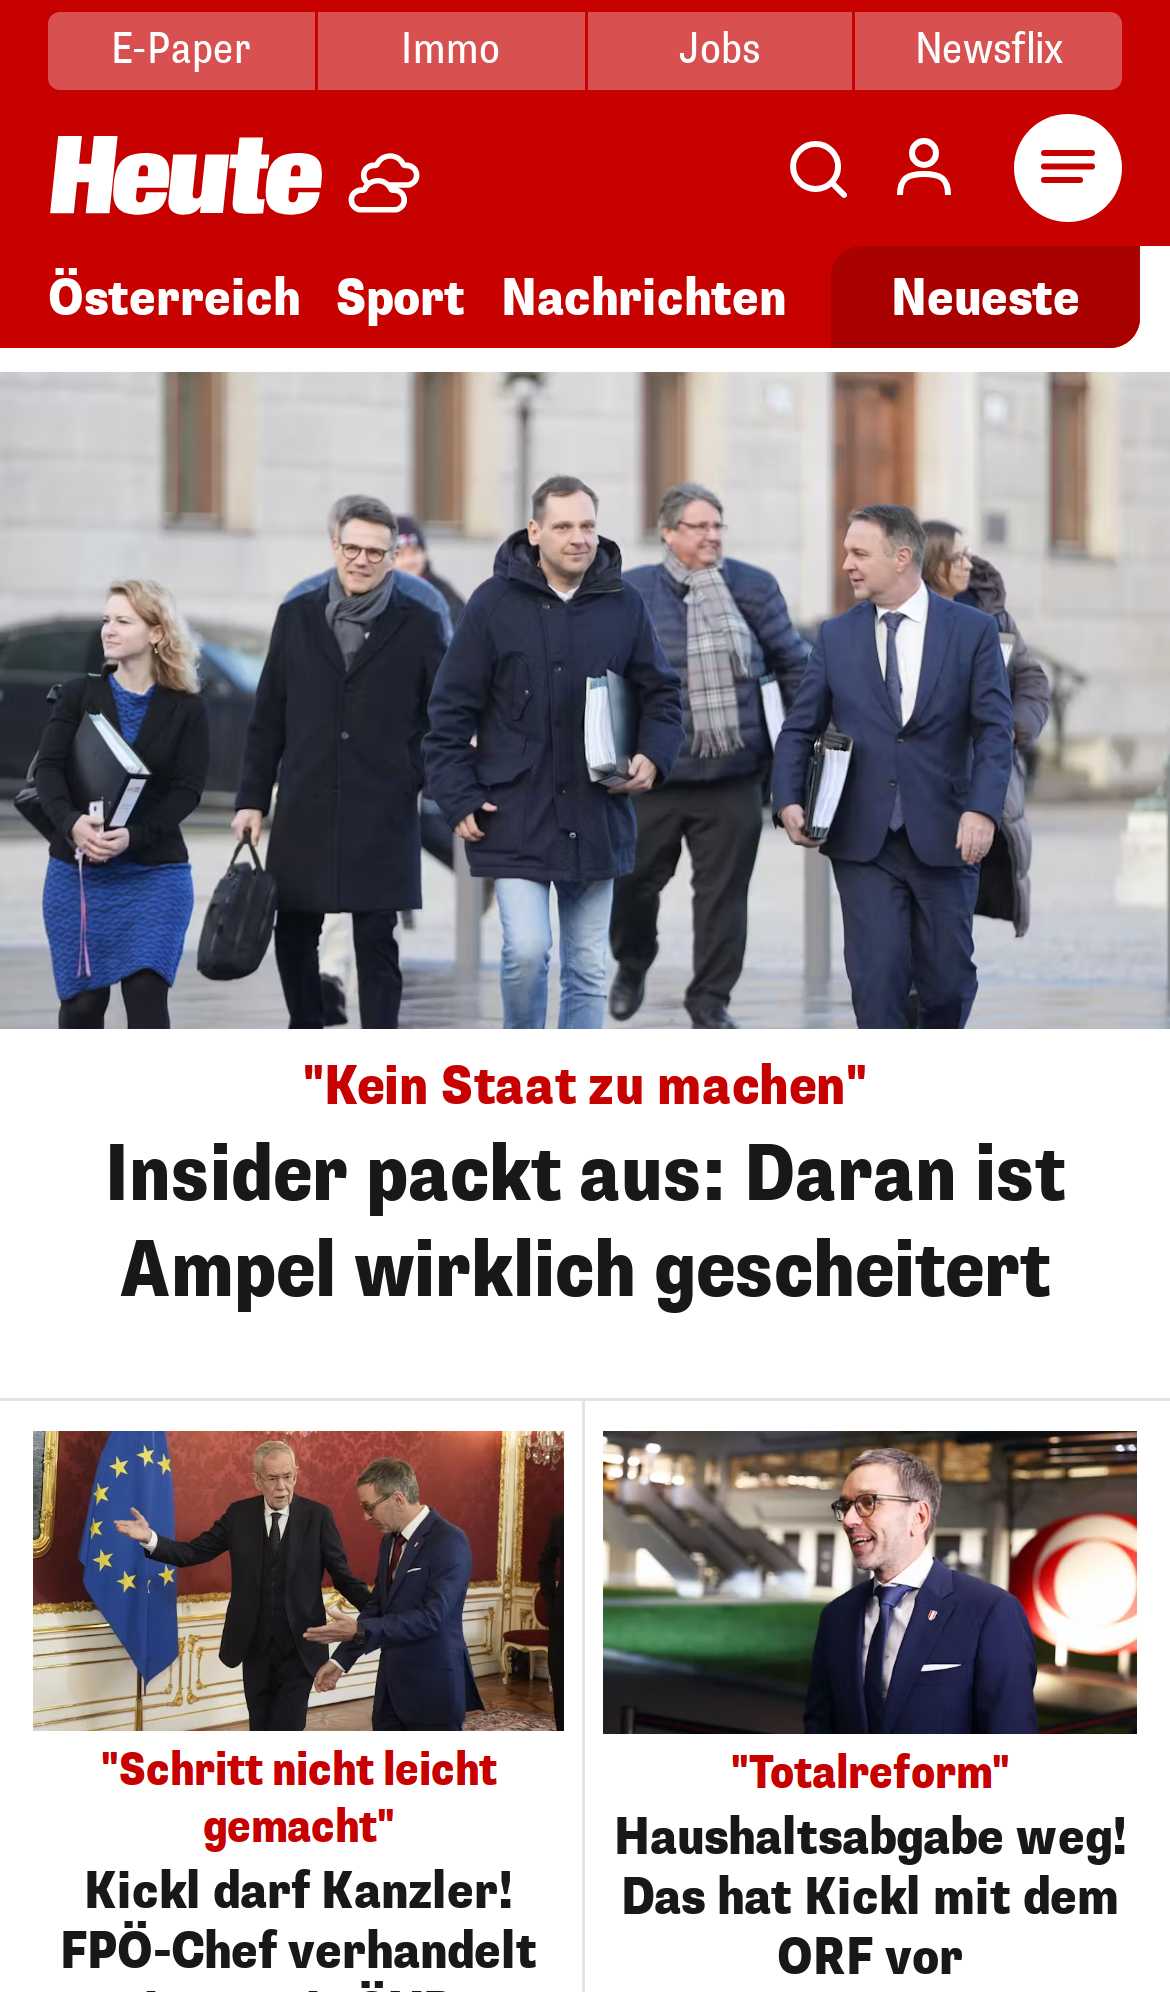 E-Paper
Immo
Jobs
Newsflix
Heute
Österreich
Sport
Nachrichten
Neueste
"Kein Staat zu machen"
Insider packt aus: Daran ist
Ampel wirklich gescheitert
"Schritt nicht leicht
gemacht"
Kickl darf Kanzler!
FPÖ-Chef verhandelt
"Totalreform"
Haushaltsabgabe weg!
Das hat Kickl mit dem
ORF vor